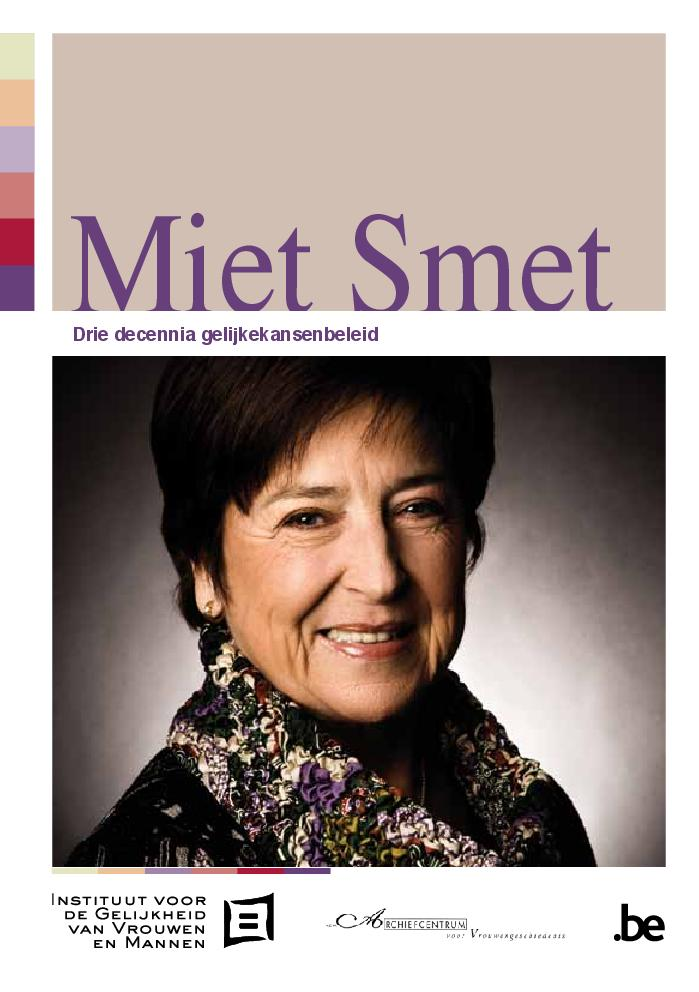 Miet Smet
Drie decennia gelijkekansenbeleid
INSTITUUT VOOR
DE GELIJKHEID
VAN VROUWEN
EN MANNEN
ARCHIEFCENTRUM
voor Vrouwengeschiedenis
.be